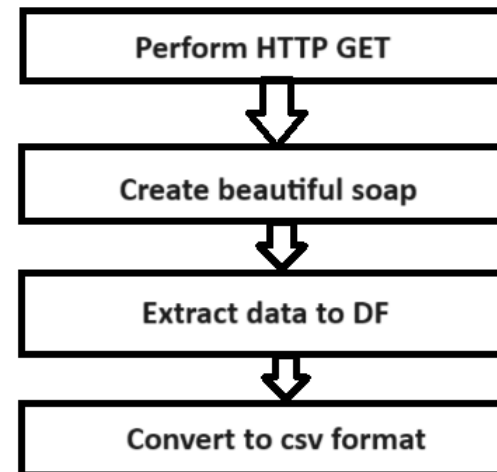 Perform HTTP GET
Create beautiful soap
Extract data to DF
Convert to csv format